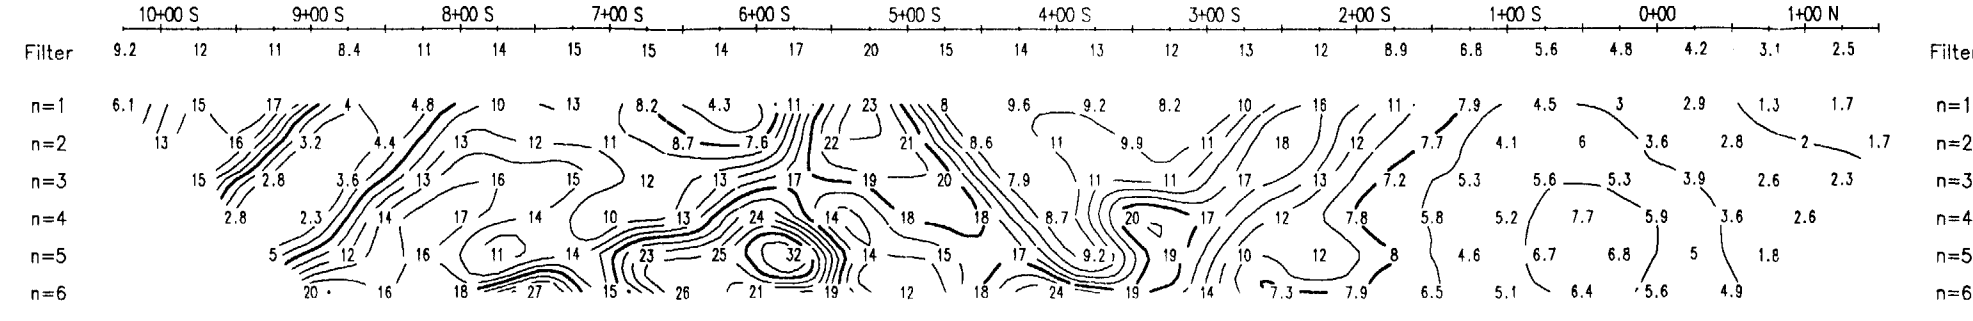 10+00 S 9+00 S 8+00 S 7+00 S 6+00 S 5+00 S 4+00 S 3+00 S 2+00 S 1+00 S 0+00 1+00 N
Filter 9.2 12 11 8.4 11 14 15 15 14 17 20 15 14 13 12 13 12 8.9 6.8 5.6 4.8 4.2 3.1 2.5 Filter
n=1 6.1 15 17 4 4.8 10 13 8.2 4.3 11 23 8 9.6 9.2 8.2 10 16 11 7.9 4.5 3 2.9 1.3 1.7 n=1
n=2 13 16 3.2 4.4 13 12 11 8.7 7.6 22 21 8.6 11 9.9 11 18 12 7.7 4.1 6 3.6 2.8 2 1.7 n=2
n=3 15 2.8 3.6 13 16 15 12 13 17 19 20 7.9 11 11 17 13 7.2 5.3 5.6 5.3 3.9 2.6 2.3 n=3
n=4 2.8 2.3 14 17 14 10 13 24 14 18 18 8.7 20 17 12 7.8 5.8 5.2 7.7 5.9 3.6 2.6 n=4
n=5 5 12 16 11 14 23 25 32 14 15 17 9.2 19 10 12 8 4.6 6.7 6.8 5 1.8 n=5
n=6 20 16 18 27 15 26 21 19 12 18 24 19 14 7.3 7.9 6.5 5.1 6.4 5.6 4.9 n=6